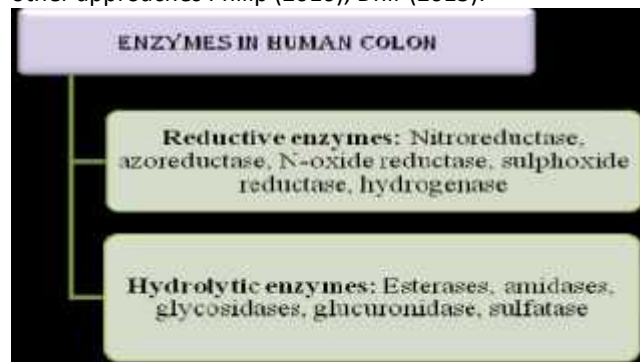 ENZYMES IN HUMAN COLON
Reductive enzymes: Nitroreductase,
azoreductase, N-oxide reductase, sulphoxide
reductase, hydrogenase
Hydrolytic enzymes: Esterases, amidases,
glycosidases, glucuronidase, sulfatase